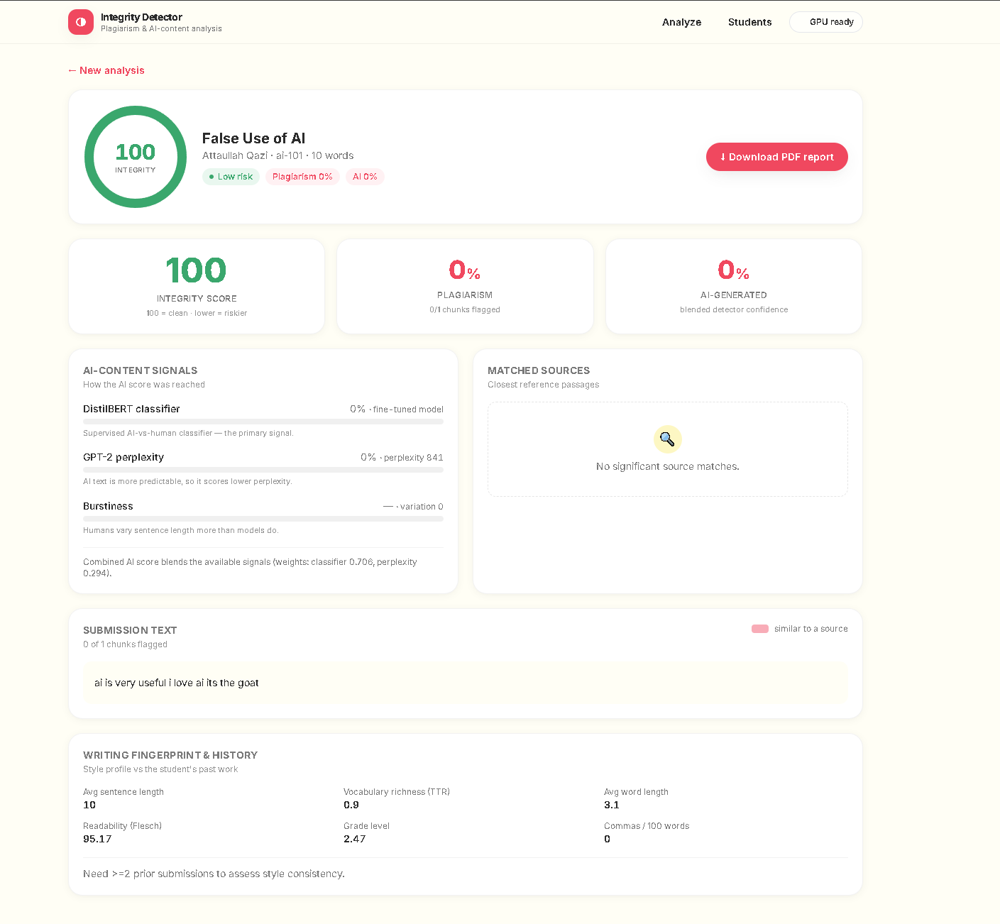 Integrity Detector
Plagiarism & AI-content analysis
Analyze
Students
GPU ready
← New analysis
100
INTEGRITY
False Use of AI
Attaullah Qazi · ai-101 · 10 words
Low risk
Plagiarism 0%
AI 0%
↓ Download PDF report
100
INTEGRITY SCORE
100 = clean · lower = riskier
0%
PLAGIARISM
0/1 chunks flagged
0%
AI-GENERATED
blended detector confidence
AI-CONTENT SIGNALS
How the AI score was reached
DistilBERT classifier
0% · fine-tuned model
Supervised AI-vs-human classifier — the primary signal.
GPT-2 perplexity
0% · perplexity 841
AI text is more predictable, so it scores lower perplexity.
Burstiness
— · variation 0
Humans vary sentence length more than models do.
Combined AI score blends the available signals (weights: classifier 0.706, perplexity
0.294).
MATCHED SOURCES
Closest reference passages
No significant source matches.
SUBMISSION TEXT
0 of 1 chunks flagged
similar to a source
ai is very useful i love ai its the goat
WRITING FINGERPRINT & HISTORY
Style profile vs the student's past work
Avg sentence length
10
Vocabulary richness (TTR)
0.9
Avg word length
3.1
Readability (Flesch)
95.17
Grade level
2.47
Commas / 100 words
0
Need >=2 prior submissions to assess style consistency.